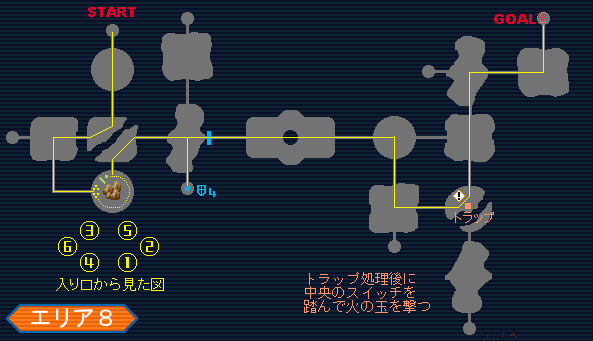 START
GOAL
4
!
トラップ
③ ⑤
⑥ ②
④ ①
入り口から見た図
トラップ処理後に
中央のスイッチを
踏んで火の玉を撃つ
エリア8